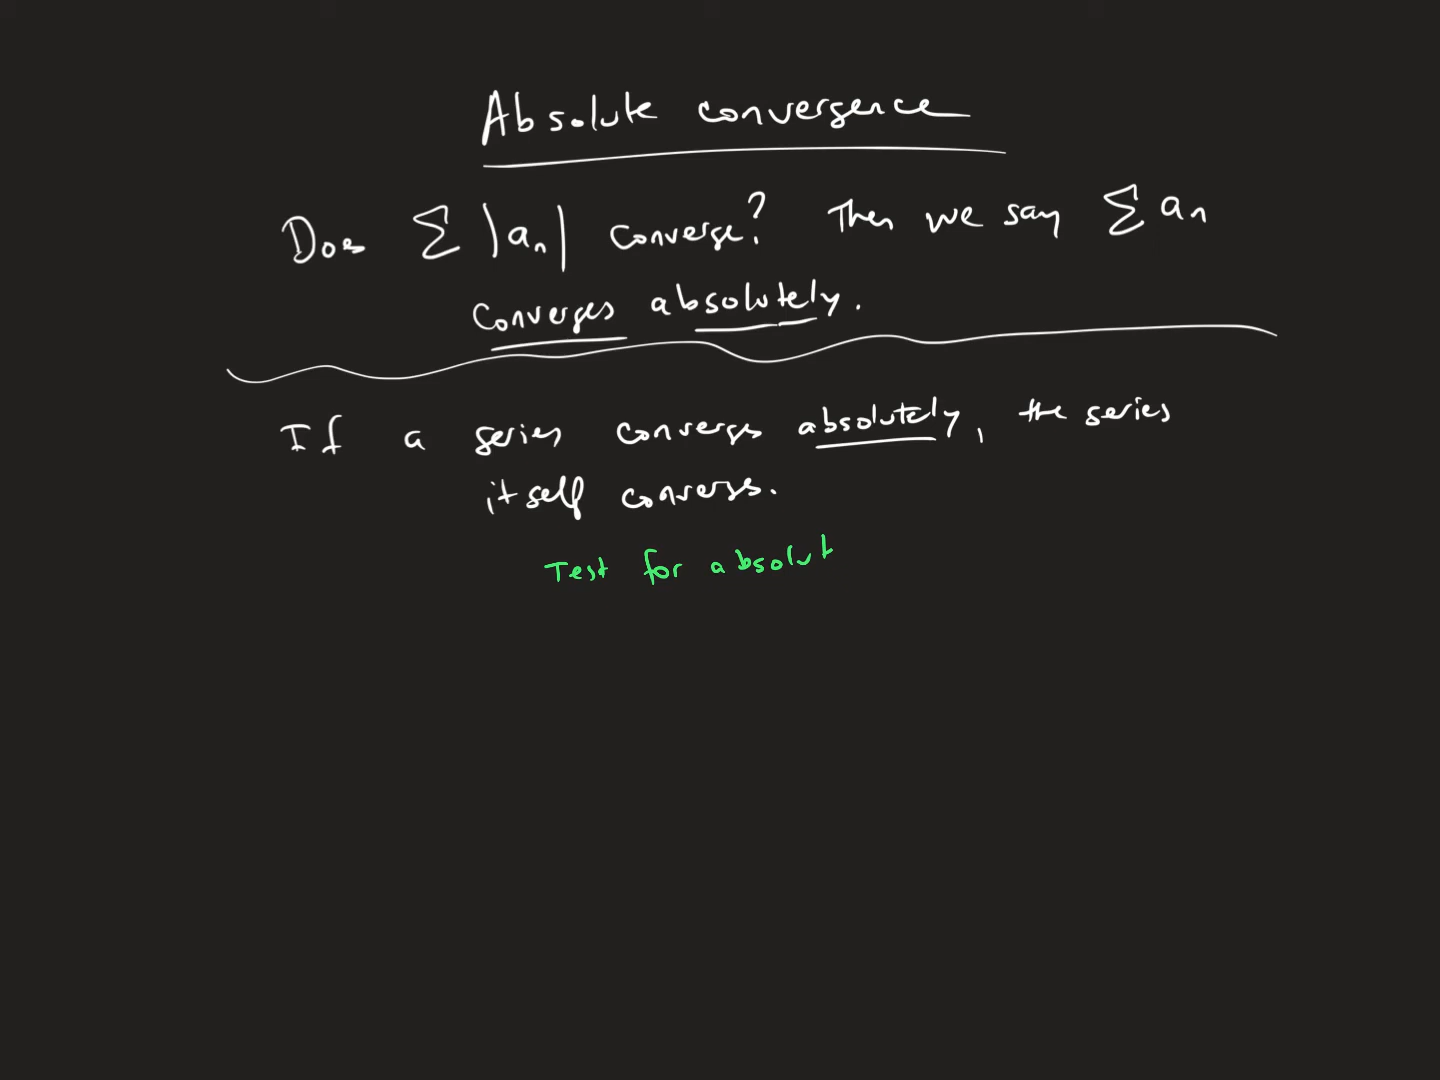 Absolute convergence
Does ∑ |aₙ| converge? Then we say ∑ aₙ
converges absolutely.
If a series converges absolutely, the series
itself converges.
Test for absolut